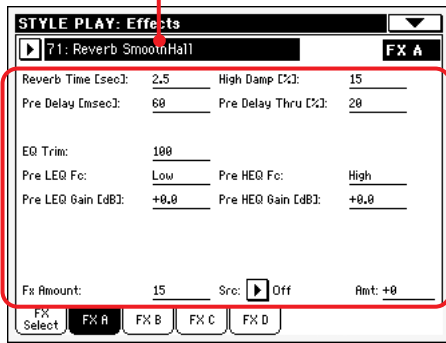 STYLE PLAY: Effects
71: Reverb SmoothHall FX A
Reverb Time [sec]: 2.5 High Damp [%]: 15
Pre Delay [msec]: 60 Pre Delay Thru [%]: 20
EQ Trim: 100
Pre LEQ Fc: Low Pre HEQ Fc: High
Pre LEQ Gain [dB]: +0.0 Pre HEQ Gain [dB]: +0.0
Fx Amount: 15 Src: Off Amt: +0
FX Select FX A FX B FX C FX D